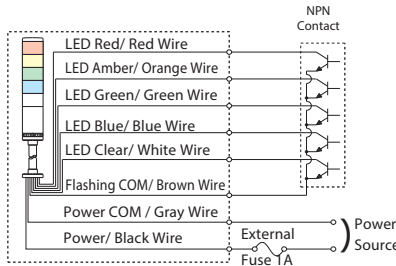 NPN
Contact
LED Red/ Red Wire
LED Amber/ Orange Wire
LED Green/ Green Wire
LED Blue/ Blue Wire
LED Clear/ White Wire
Flashing COM/ Brown Wire
Power COM / Gray Wire
Power/ Black Wire
External
Fuse 1A
Power
Source